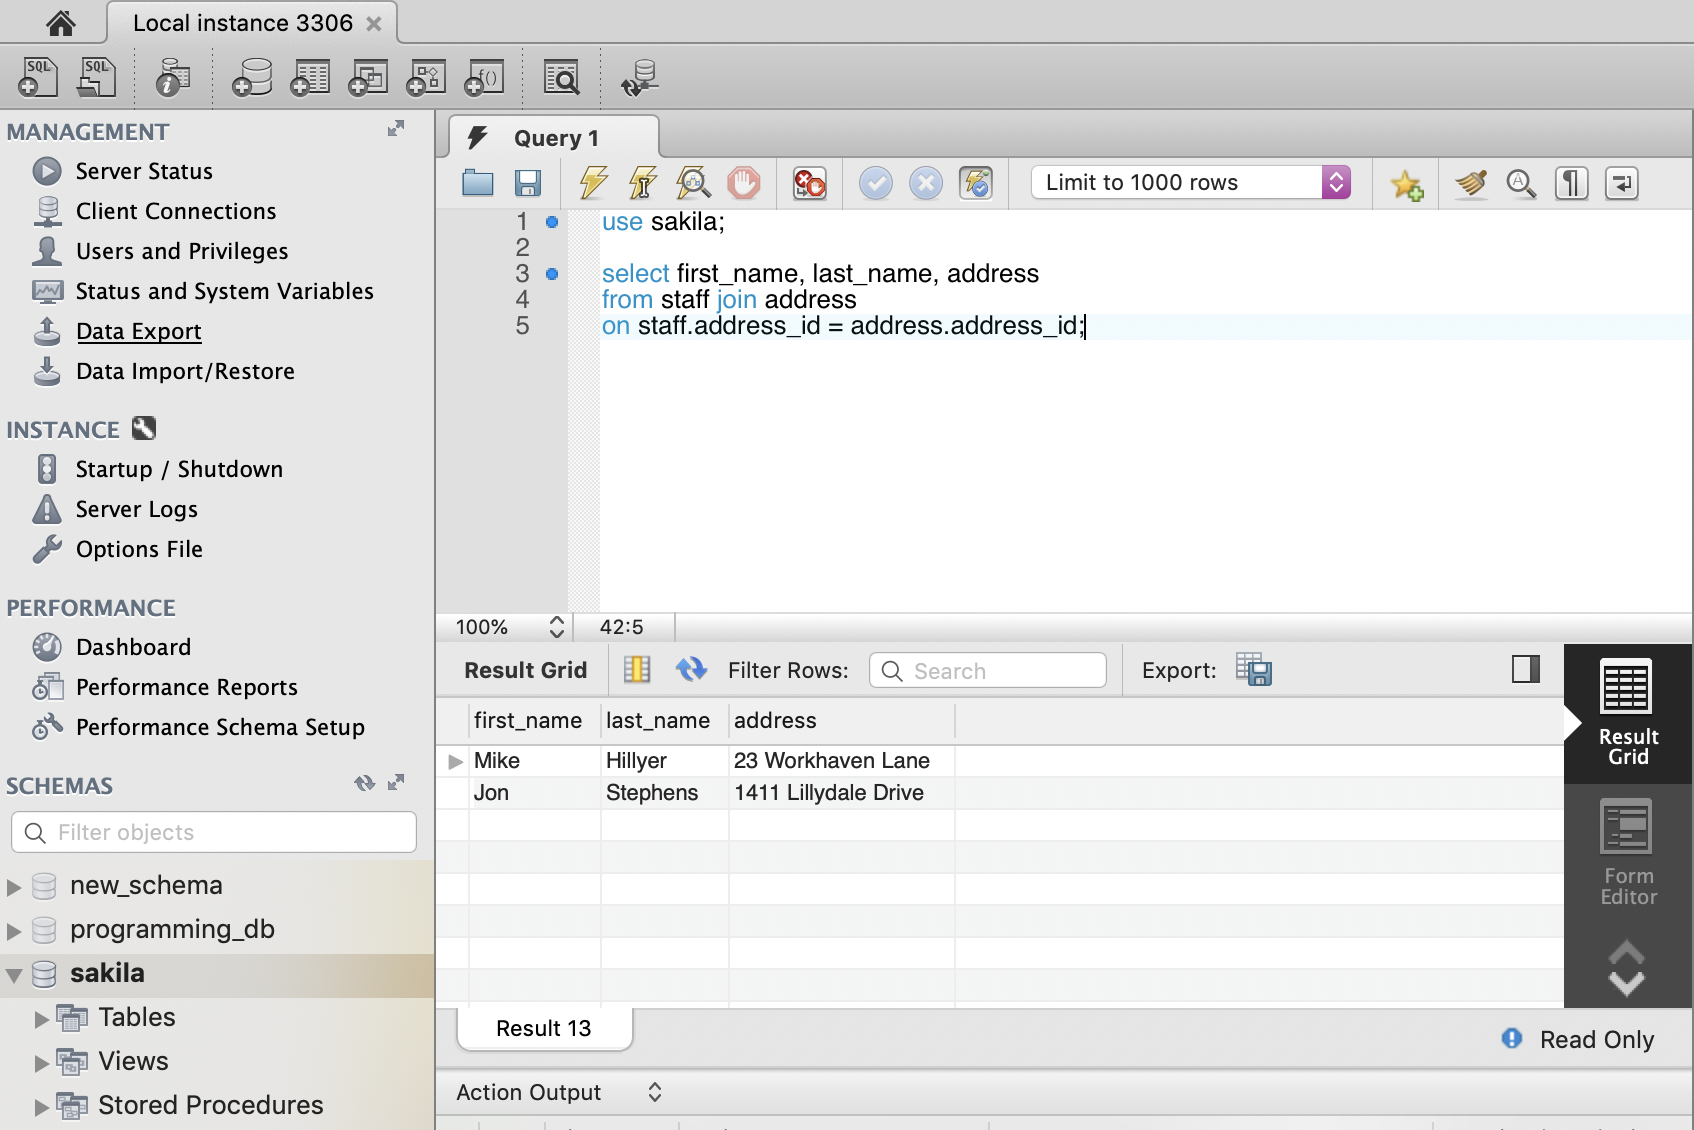 Local instance 3306
SQL
SQL
MANAGEMENT
Server Status
Client Connections
Users and Privileges
Status and System Variables
Data Export
Data Import/Restore
INSTANCE
Startup / Shutdown
Server Logs
Options File
PERFORMANCE
Dashboard
Performance Reports
Performance Schema Setup
SCHEMAS
Filter objects
new_schema
programming_db
sakila
Tables
Views
Stored Procedures
Query 1
Limit to 1000 rows
1 use sakila;
2
3 select first_name, last_name, address
4 from staff join address
5 on staff.address_id = address.address_id;
100% 42:5
Result Grid Filter Rows: Search Export:
first_name last_name address
Mike Hillyer 23 Workhaven Lane
Jon Stephens 1411 Lillydale Drive
Result
Grid
Form
Editor
Result 13
Read Only
Action Output